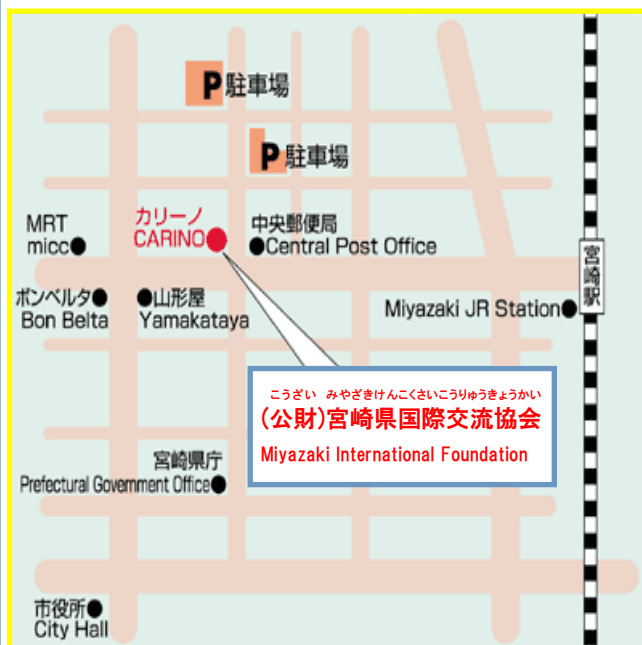 P 駐車場
P 駐車場
MRT
micc
カリーノ
CARINO
中央郵便局
Central Post Office
宮崎駅
ボンベルタ
Bon Belta
山形屋
Yamakataya
Miyazaki JR Station
こうざい みやざきけんこくさいこうりゅうきょうかい
(公財)宮崎県国際交流協会
Miyazaki International Foundation
宮崎県庁
Prefectural Government Office
市役所
City Hall